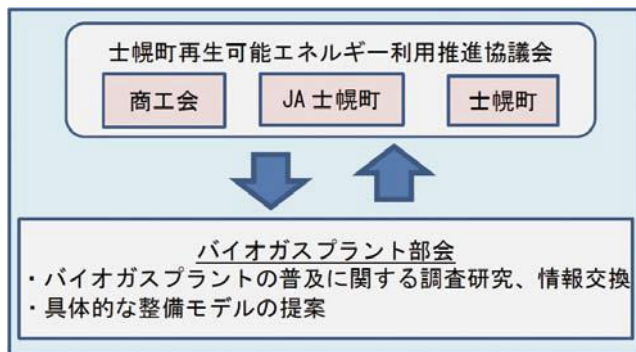 士幌町再生可能エネルギー利用推進協議会
商工会
JA 士幌町
士幌町
バイオガスプラント部会
・バイオガスプラントの普及に関する調査研究、情報交換
・具体的な整備モデルの提案